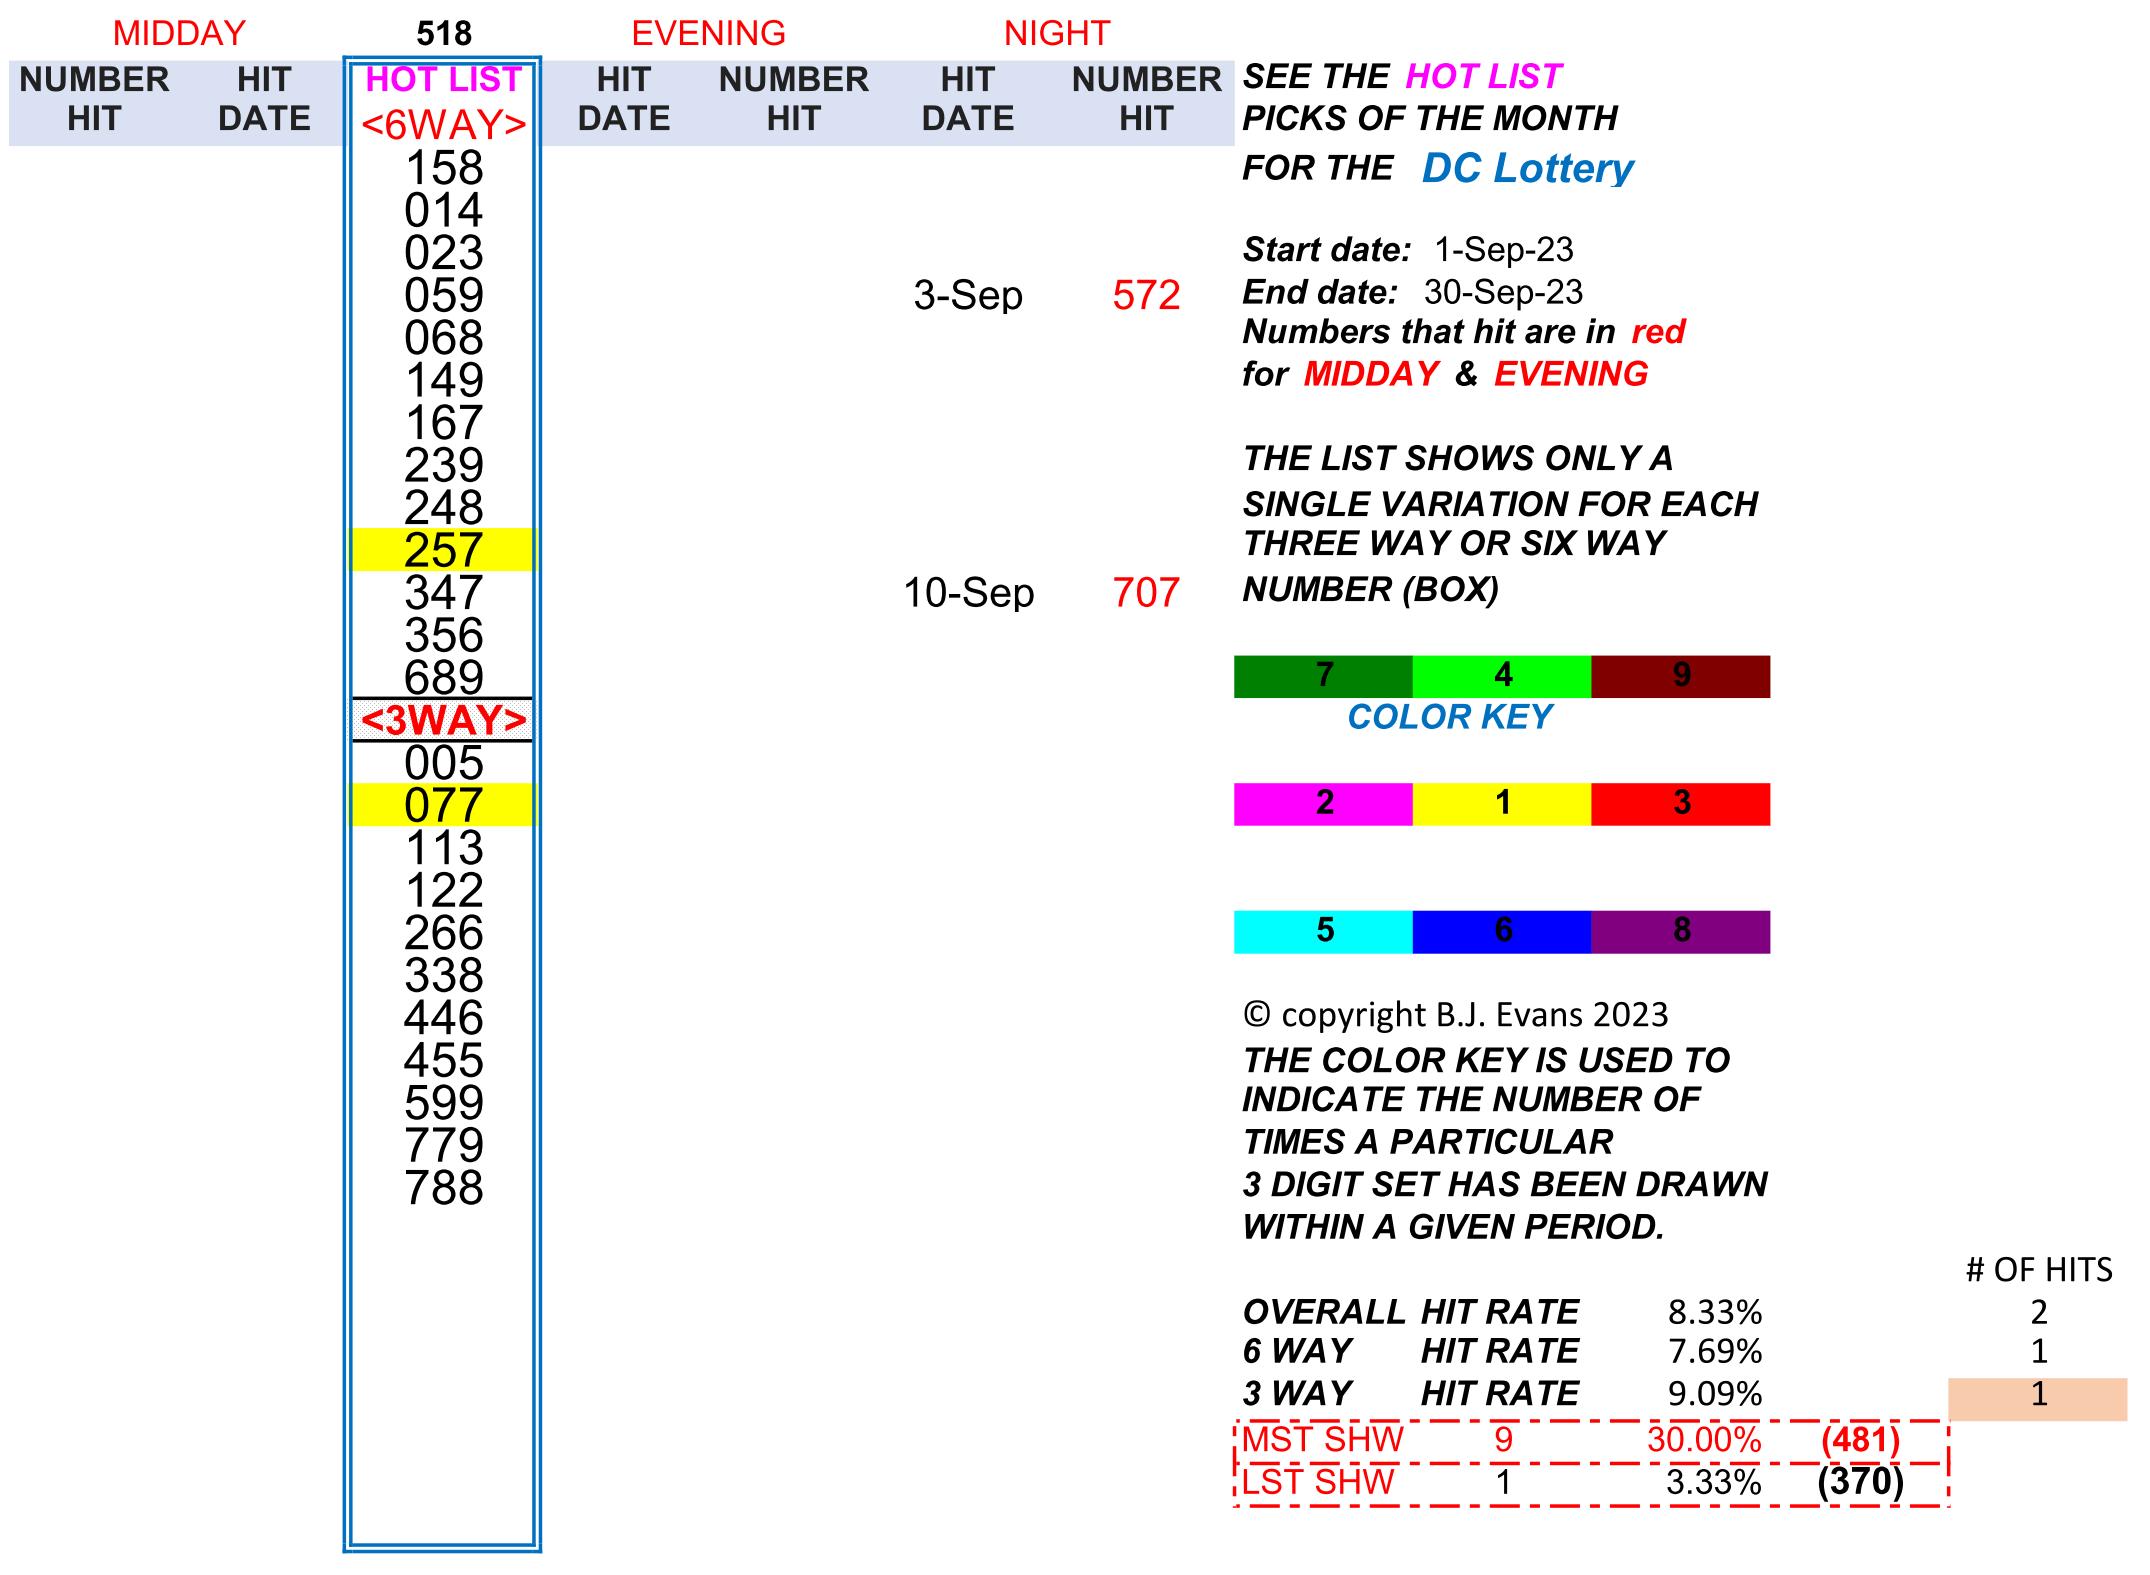 MIDDAY 518 EVENING NIGHT
NUMBER HIT HOT LIST HIT NUMBER HIT NUMBER SEE THE HOT LIST
HIT DATE <6WAY> DATE HIT DATE HIT PICKS OF THE MONTH
158 FOR THE DC Lottery
014
023 Start date: 1-Sep-23
059 3-Sep 572 End date: 30-Sep-23
068 Numbers that hit are in red
149 for MIDDAY & EVENING
167
239 THE LIST SHOWS ONLY A
248 SINGLE VARIATION FOR EACH
257 THREE WAY OR SIX WAY
347 10-Sep 707 NUMBER (BOX)
356
689 7 4 9
<3WAY> COLOR KEY
005
077 2 1 3
113
122
266 5 6 8
338
446 © copyright B.J. Evans 2023
455 THE COLOR KEY IS USED TO
599 INDICATE THE NUMBER OF
779 TIMES A PARTICULAR
788 3 DIGIT SET HAS BEEN DRAWN
WITHIN A GIVEN PERIOD.
# OF HITS
OVERALL HIT RATE 8.33% 2
6 WAY HIT RATE 7.69% 1
3 WAY HIT RATE 9.09% 1
MST SHW 9 30.00% (481)
LST SHW 1 3.33% (370)